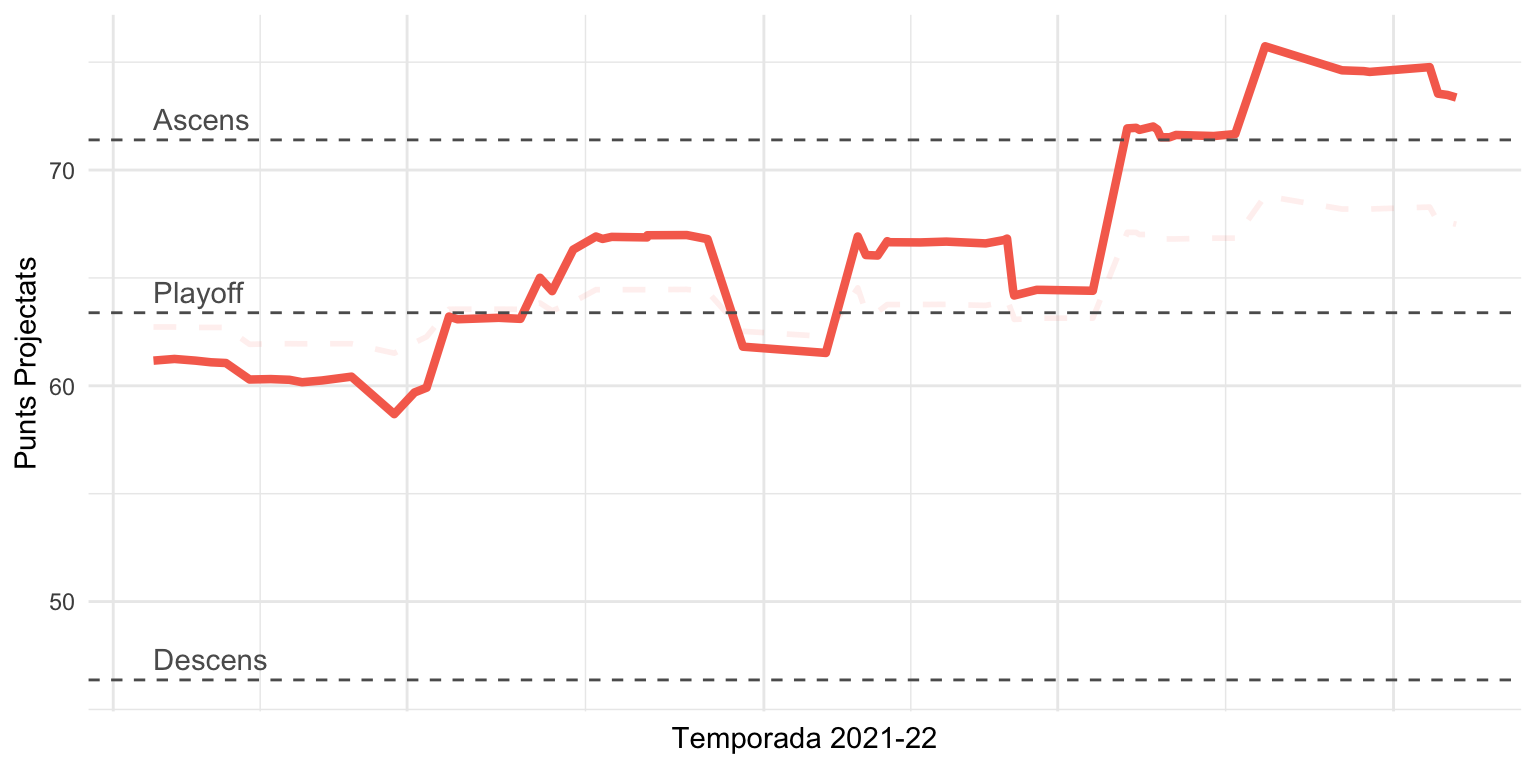 Ascens
70
Playoff
60
Punts Projectats
50
Descens
Temporada 2021-22